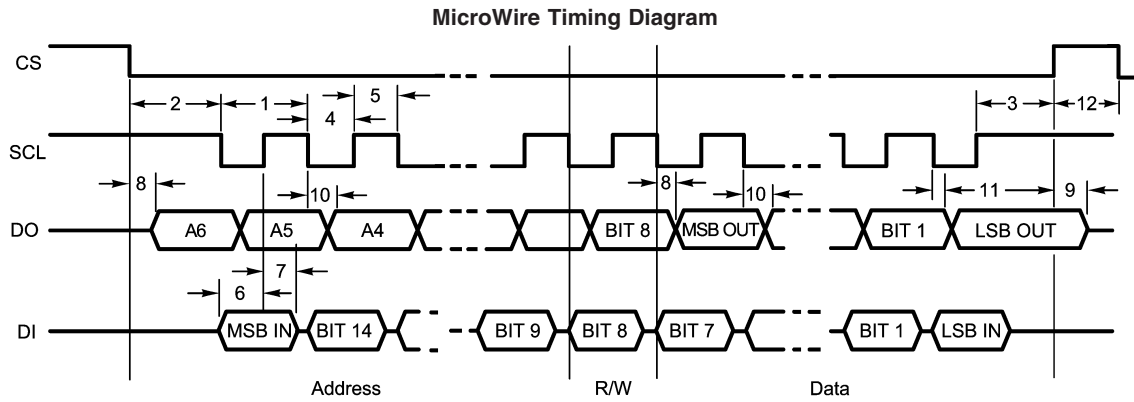 MicroWire Timing Diagram
CS
2 1 5 3 12
4
SCL
8 10 8 10 11 9
DO A6 A5 A4 BIT 8 MSB OUT BIT 1 LSB OUT
7
6
DI MSB IN BIT 14 BIT 9 BIT 8 BIT 7 BIT 1 LSB IN
Address R/W Data